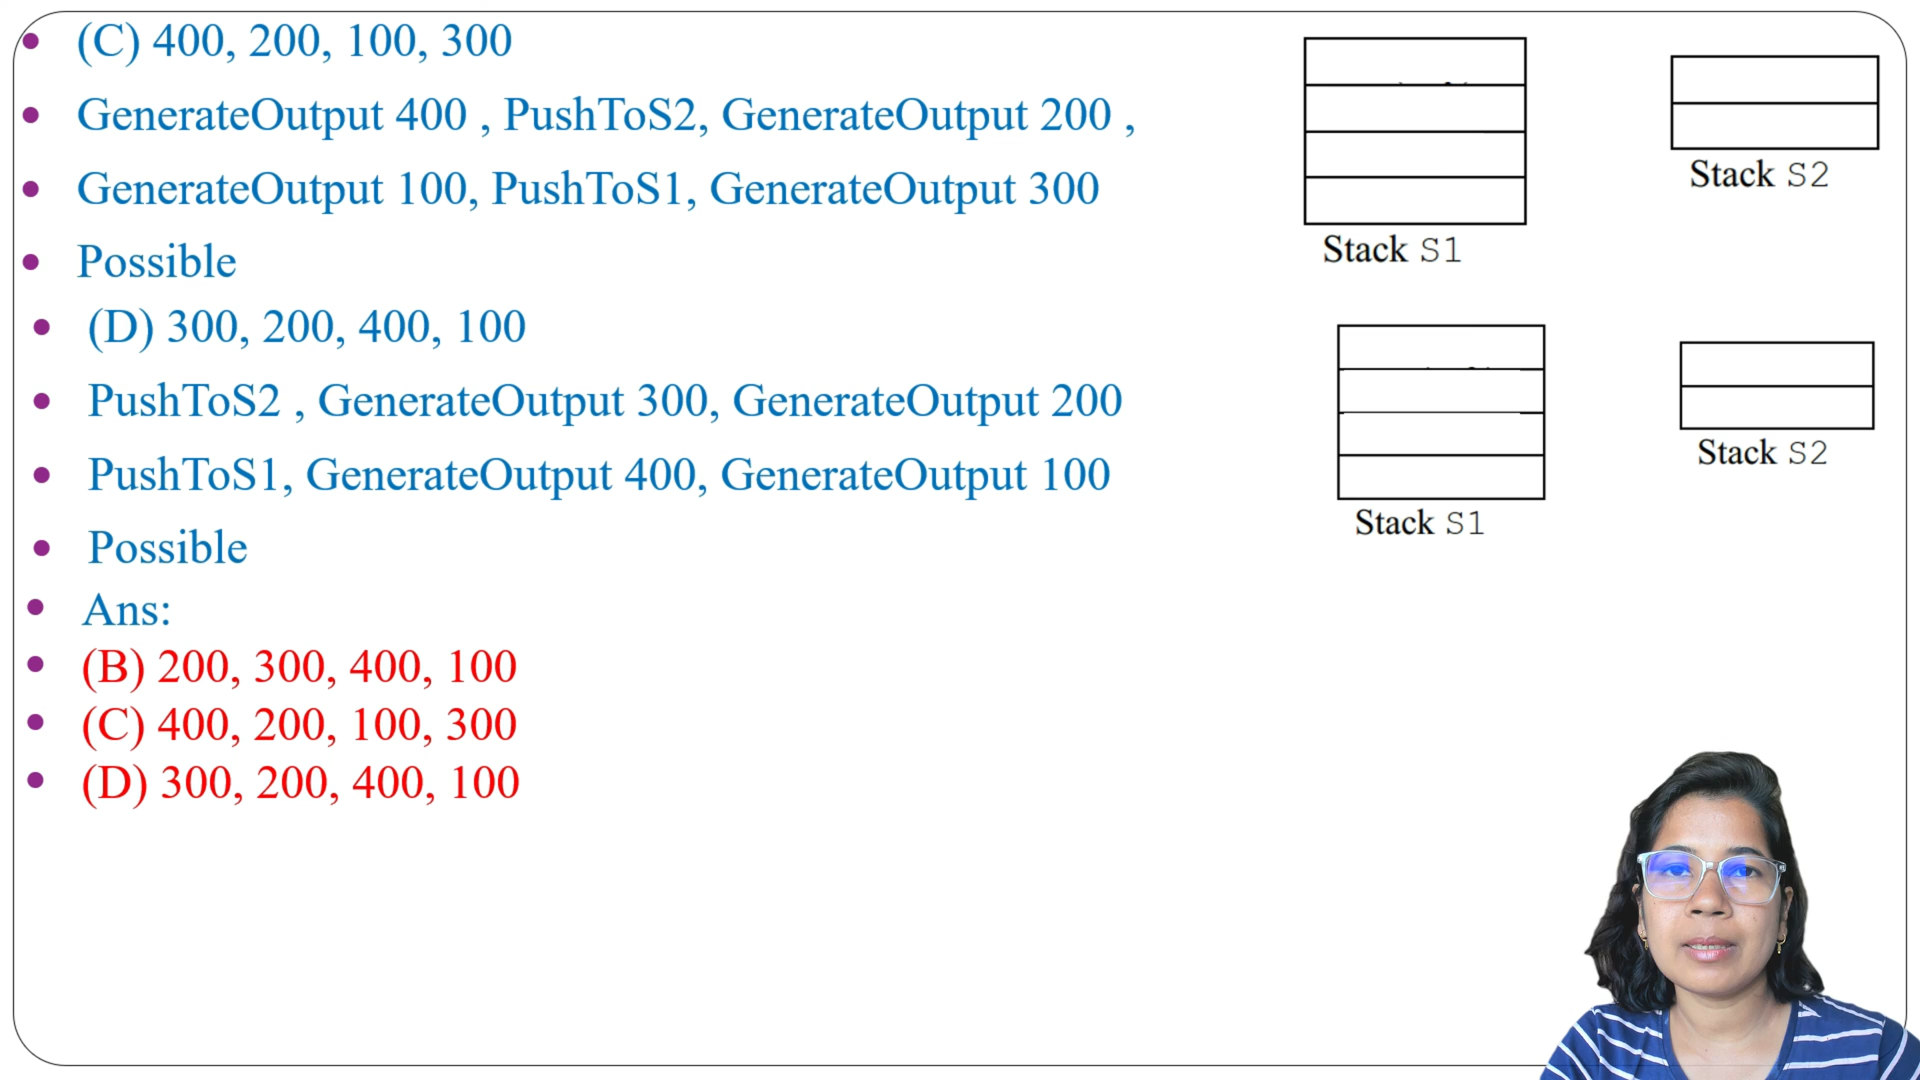 (C) 400, 200, 100, 300
GenerateOutput 400 , PushToS2, GenerateOutput 200 ,
GenerateOutput 100, PushToS1, GenerateOutput 300
Possible
(D) 300, 200, 400, 100
PushToS2 , GenerateOutput 300, GenerateOutput 200
PushToS1, GenerateOutput 400, GenerateOutput 100
Possible
Ans:
(B) 200, 300, 400, 100
(C) 400, 200, 100, 300
(D) 300, 200, 400, 100
Stack S1
Stack S2
Stack S1
Stack S2